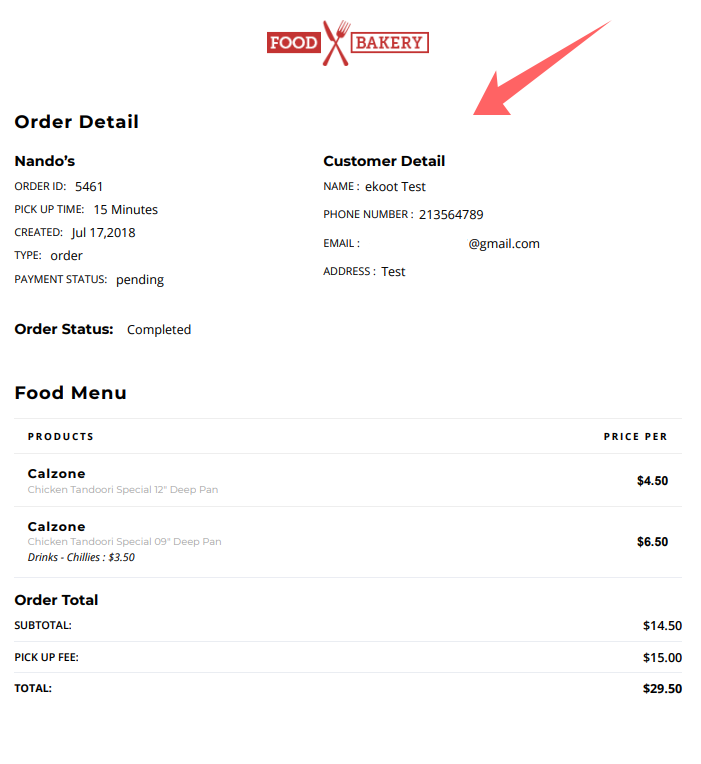 FOOD BAKERY
Order Detail
Nando's
ORDER ID: 5461
PICK UP TIME: 15 Minutes
CREATED: Jul 17,2018
TYPE: order
PAYMENT STATUS: pending
Customer Detail
NAME : ekoot Test
PHONE NUMBER : 213564789
EMAIL : @gmail.com
ADDRESS : Test
Order Status: Completed
Food Menu
PRODUCTS PRICE PER
Calzone
Chicken Tandoori Special 12" Deep Pan
$4.50
Calzone
Chicken Tandoori Special 09" Deep Pan
Drinks - Chillies : $3.50
$6.50
Order Total
SUBTOTAL: $14.50
PICK UP FEE: $15.00
TOTAL: $29.50